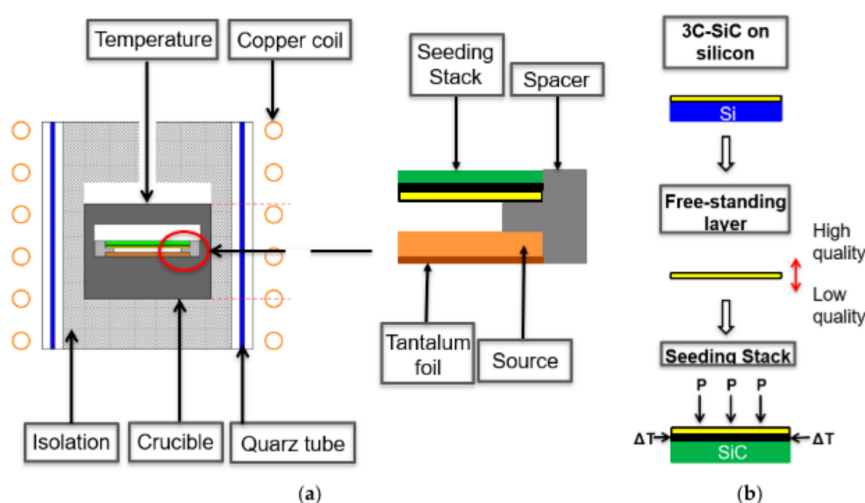 Temperature
Copper coil
Seeding
Stack
Spacer
Tantalum
foil
Source
Isolation
Crucible
Quarz tube
(a)
3C-SiC on
silicon
Si
Free-standing
layer
High
quality
Low
quality
Seeding Stack
P P P
ΔT ΔT
SiC
(b)